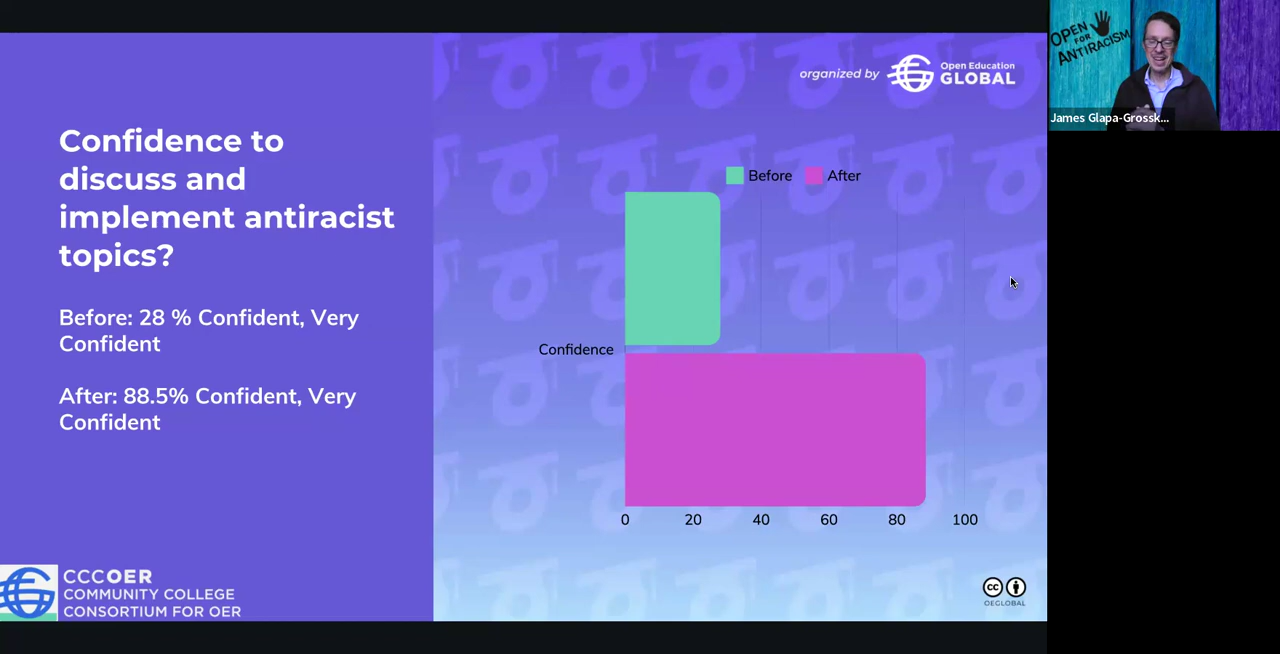 Confidence to
discuss and
implement antiracist
topics?
Before: 28 % Confident, Very
Confident
After: 88.5% Confident, Very
Confident
CCCOER
COMMUNITY COLLEGE
CONSORTIUM FOR OER
organized by
Open Education
GLOBAL
Before After
Confidence
0 20 40 60 80 100
cc
OEGLOBAL
OPEN
FOR
ANTIRACISM
James Glapa-Grossk...